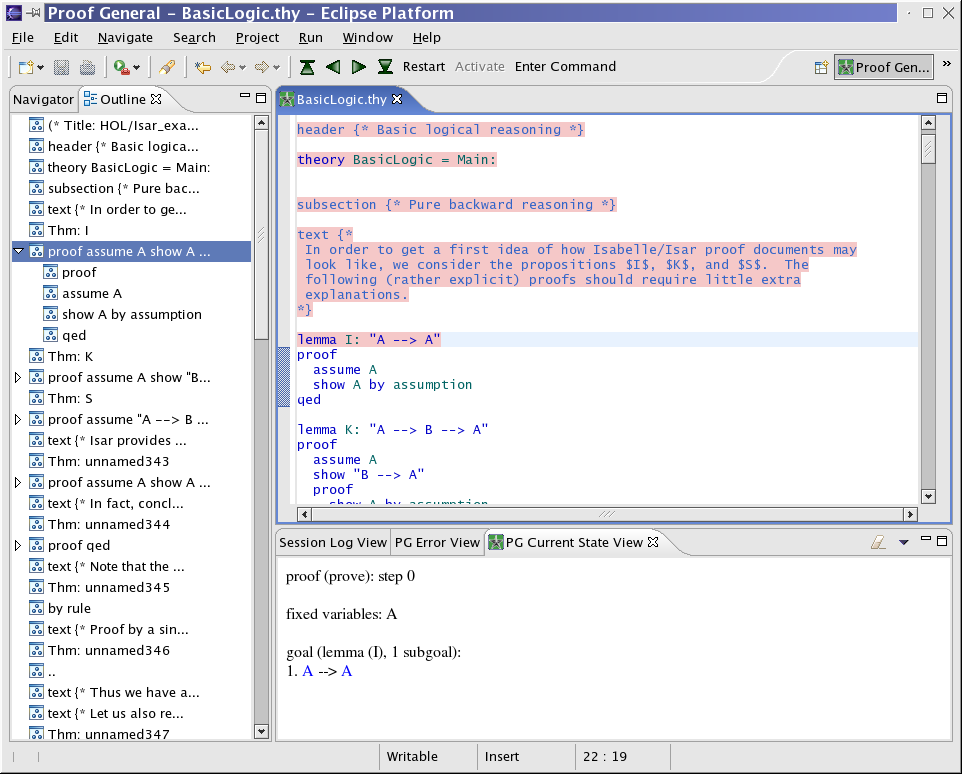 Proof General – BasicLogic.thy – Eclipse Platform
File Edit Navigate Search Project Run Window Help
Restart Activate Enter Command Proof Gen... »
Navigator Outline
BasicLogic.thy
(* Title: HOL/Isar_exa...
header {* Basic logica...
theory BasicLogic = Main:
subsection {* Pure bac...
text {* In order to ge...
Thm: I
proof assume A show A ...
proof
assume A
show A by assumption
qed
Thm: K
proof assume A show "B...
Thm: S
proof assume "A --> B ...
text {* Isar provides ...
Thm: unnamed343
proof assume A show A ...
text {* In fact, concl...
Thm: unnamed344
proof qed
text {* Note that the ...
Thm: unnamed345
by rule
text {* Proof by a sin...
Thm: unnamed346
..
text {* Thus we have a...
text {* Let us also re...
Thm: unnamed347
header {* Basic logical reasoning *}
theory BasicLogic = Main:
subsection {* Pure backward reasoning *}
text {*
In order to get a first idea of how Isabelle/Isar proof documents may
look like, we consider the propositions $I$, $K$, and $S$.  The
following (rather explicit) proofs should require little extra
explanations.
*}
lemma I: "A --> A"
proof
assume A
show A by assumption
qed
lemma K: "A --> B --> A"
proof
assume A
show "B --> A"
proof
show A by assumption
Session Log View PG Error View PG Current State View
proof (prove): step 0
fixed variables: A
goal (lemma (I), 1 subgoal):
1. A --> A
Writable Insert 22 : 19